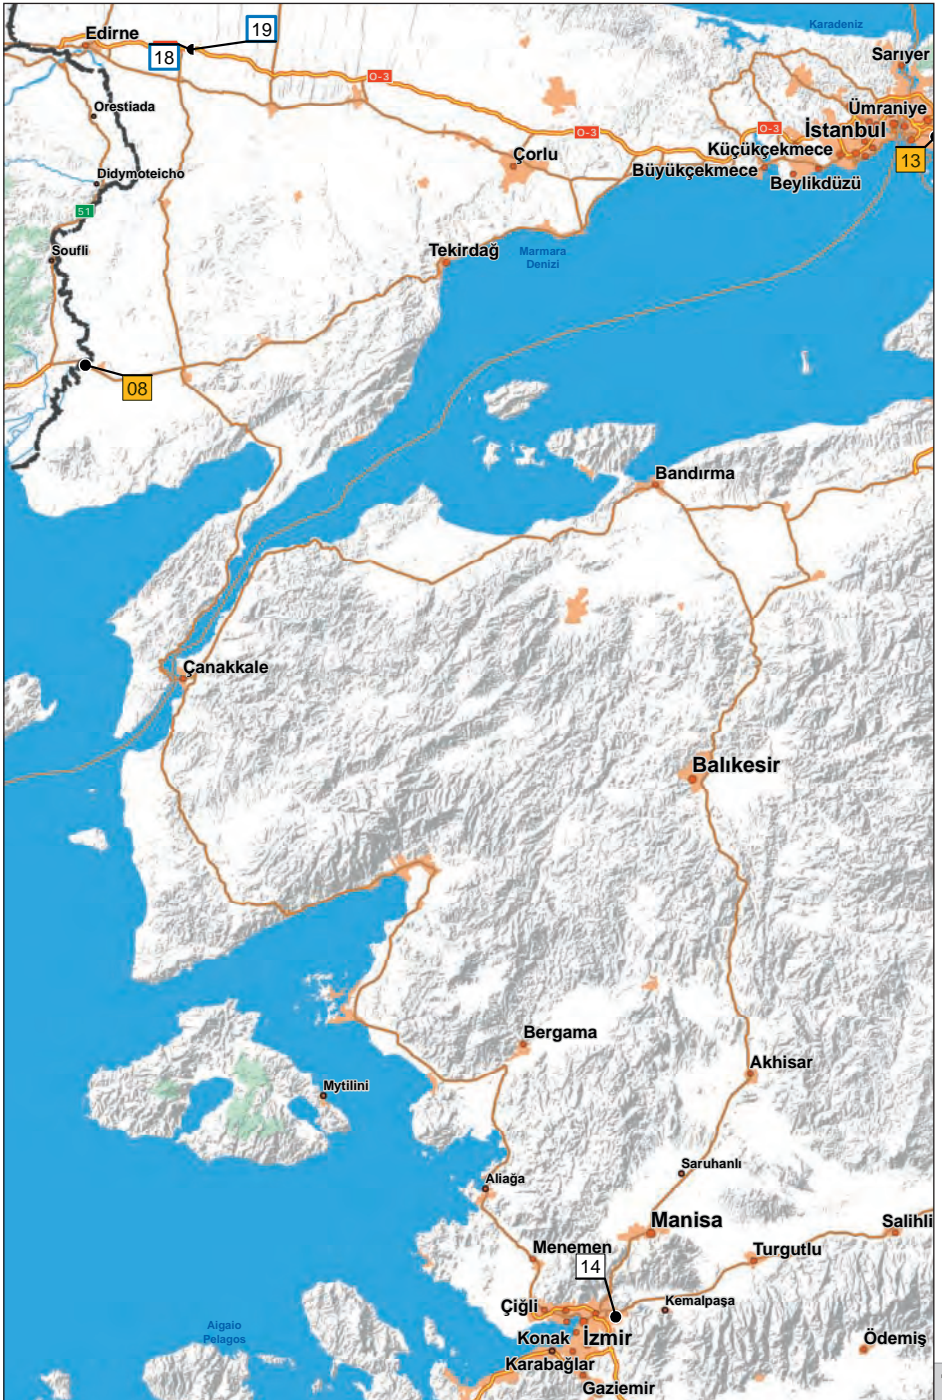 Karadeniz
19
Edirne
18
Sarıyer
O-3
Orestiada
Ümraniye
O-3
O-3
İstanbul
Çorlu
Küçükçekmece
13
Büyükçekmece
Didymoteicho
Beylikdüzü
51
Soufli
Tekirdağ
Marmara
Denizi
08
Bandırma
Çanakkale
Balıkesir
Bergama
Akhisar
Mytilini
Saruhanlı
Aliağa
Manisa
Salihli
Menemen
Turgutlu
14
Kemalpaşa
Çiğli
Aigaio
Pelagos
Konak
İzmir
Ödemiş
Karabağlar
Gaziemir